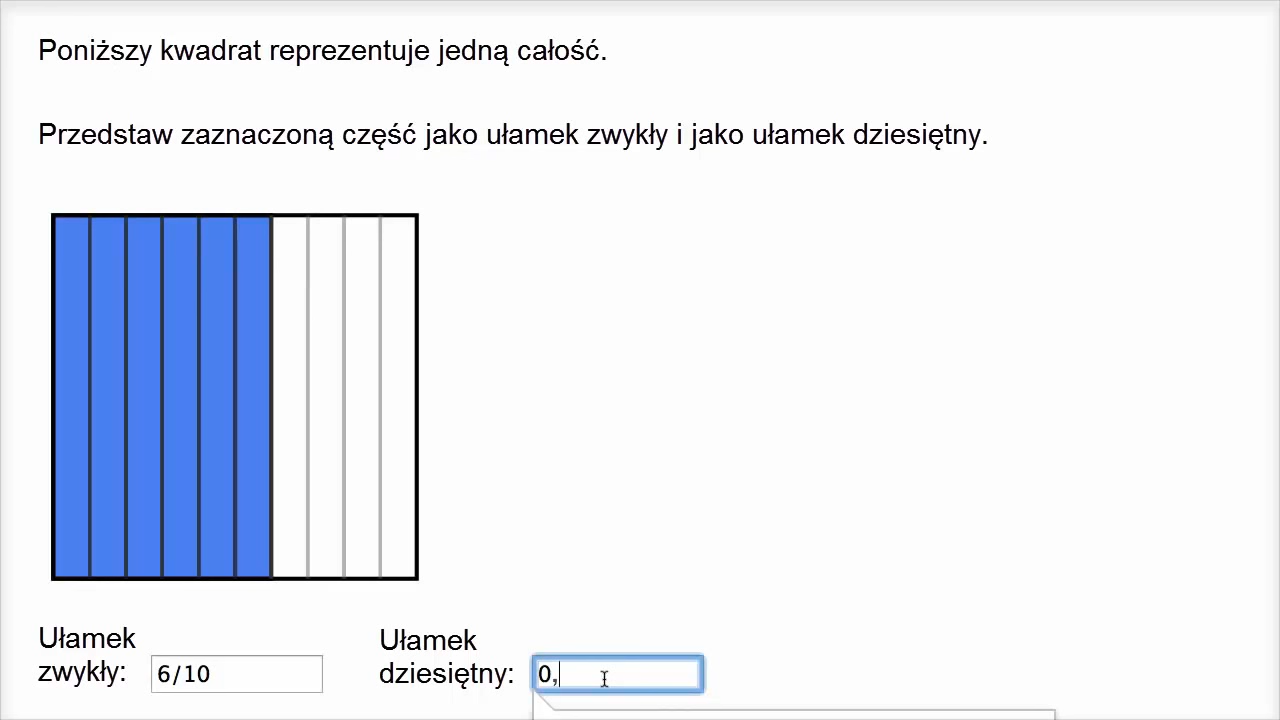 Poniższy kwadrat reprezentuje jedną całość.
Przedstaw zaznaczoną część jako ułamek zwykły i jako ułamek dziesiętny.
Ułamek
zwykły: 6/10
Ułamek
dziesiętny: 0,